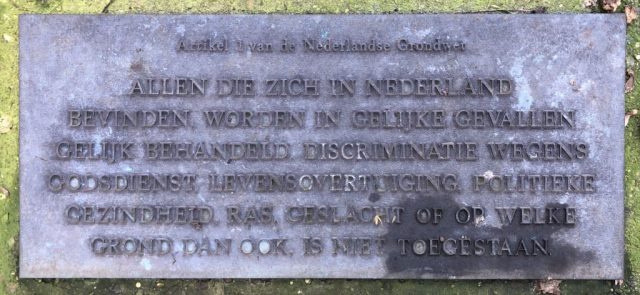 Artikel 1 van de Nederlandse Grondwet
ALLEN DIE ZICH IN NEDERLAND
BEVINDEN, WORDEN IN GELIJKE GEVALLEN
GELIJK BEHANDELD. DISCRIMINATIE WEGENS
GODSDIENST, LEVENSOVERTUIGING, POLITIEKE
GEZINDHEID, RAS, GESLACHT OF OP WELKE
GROND DAN OOK, IS NIET TOEGESTAAN.